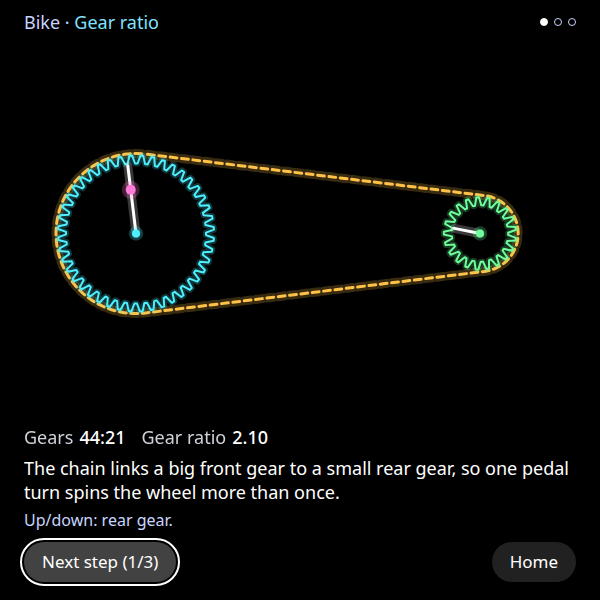 Bike · Gear ratio
Gears 44:21 Gear ratio 2.10
The chain links a big front gear to a small rear gear, so one pedal
turn spins the wheel more than once.
Up/down: rear gear.
Next step (1/3)
Home